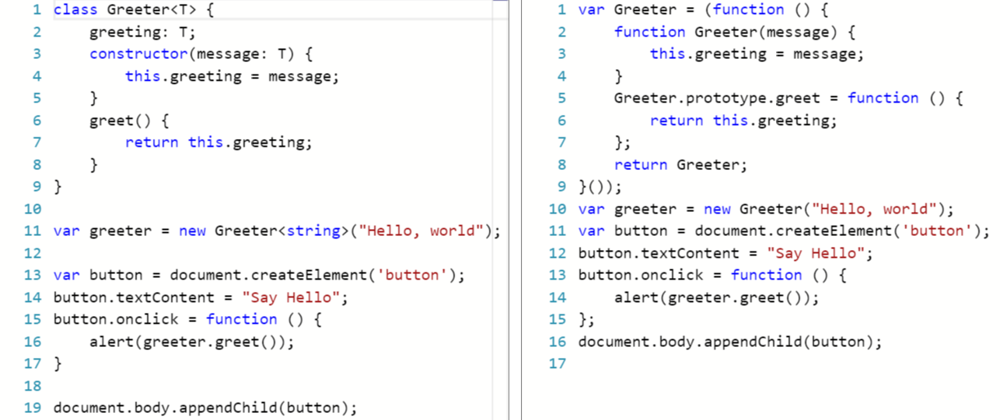 1 class Greeter<T> {
2     greeting: T;
3     constructor(message: T) {
4         this.greeting = message;
5     }
6     greet() {
7         return this.greeting;
8     }
9 }
10
11 var greeter = new Greeter<string>("Hello, world");
12
13 var button = document.createElement('button');
14 button.textContent = "Say Hello";
15 button.onclick = function () {
16     alert(greeter.greet());
17 }
18
19 document.body.appendChild(button);
1 var Greeter = (function () {
2     function Greeter(message) {
3         this.greeting = message;
4     }
5     Greeter.prototype.greet = function () {
6         return this.greeting;
7     };
8     return Greeter;
9 }());
10 var greeter = new Greeter("Hello, world");
11 var button = document.createElement('button');
12 button.textContent = "Say Hello";
13 button.onclick = function () {
14     alert(greeter.greet());
15 };
16 document.body.appendChild(button);
17